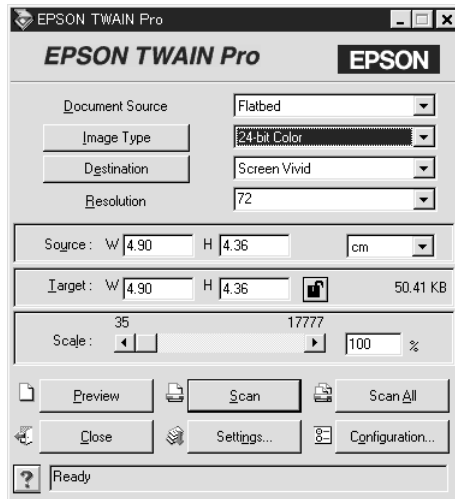 EPSON TWAIN Pro
EPSON TWAIN Pro EPSON
Document Source Flatbed
Image Type 24-bit Color
Destination Screen Vivid
Resolution 72
Source : W 4.90 H 4.36 cm
Target : W 4.90 H 4.36 50.41 KB
35 17777
Scale : 100 %
Preview Scan Scan All
Close Settings... Configuration...
? Ready